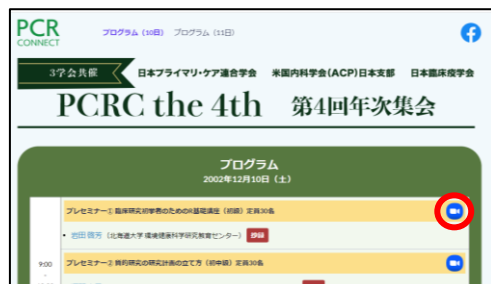 PCR
CONNECT
プログラム（10日） プログラム（11日）
3学会共催 日本プライマリ・ケア連合学会 米国内科学会(ACP)日本支部 日本臨床疫学会
PCRC the 4th 第4回年次集会
プログラム
2002年12月10日（土）
プレセミナー① 臨床研究初学者のためのR基礎講座（初級）定員30名
• 岩田 啓芳（北海道大学 環境健康科学研究教育センター） 抄録
9:00
プレセミナー② 質的研究の研究計画の立て方（初中級）定員30名